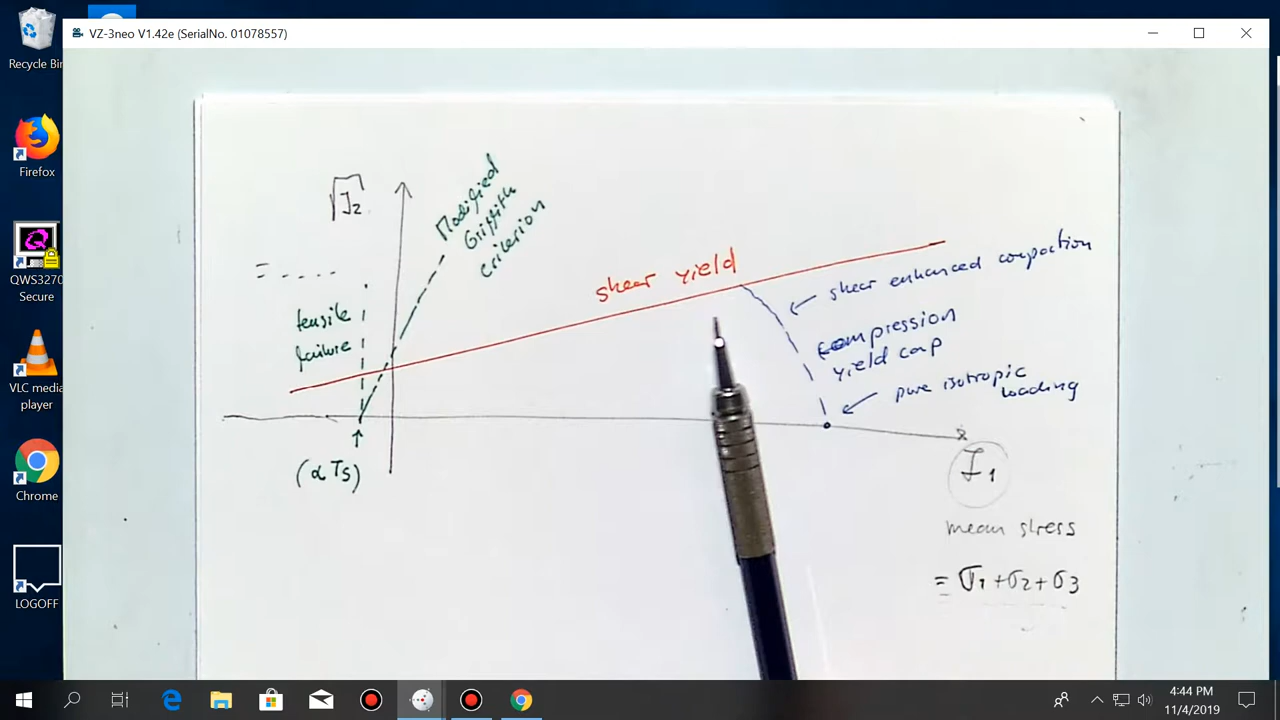 Recycle Bin
Firefox
QWS3270
Secure
VLC media
player
Chrome
LOGOFF
VZ-3neo V1.42e (SerialNo. 01078557)
√J2
= .....
tensile
failure
(αTS)
Modified
Griffith
criterion
shear yield
shear enhanced compaction
compression
yield cap
pure isotropic
loading
I1
mean stress
= σ1+σ2+σ3
4:44 PM
11/4/2019